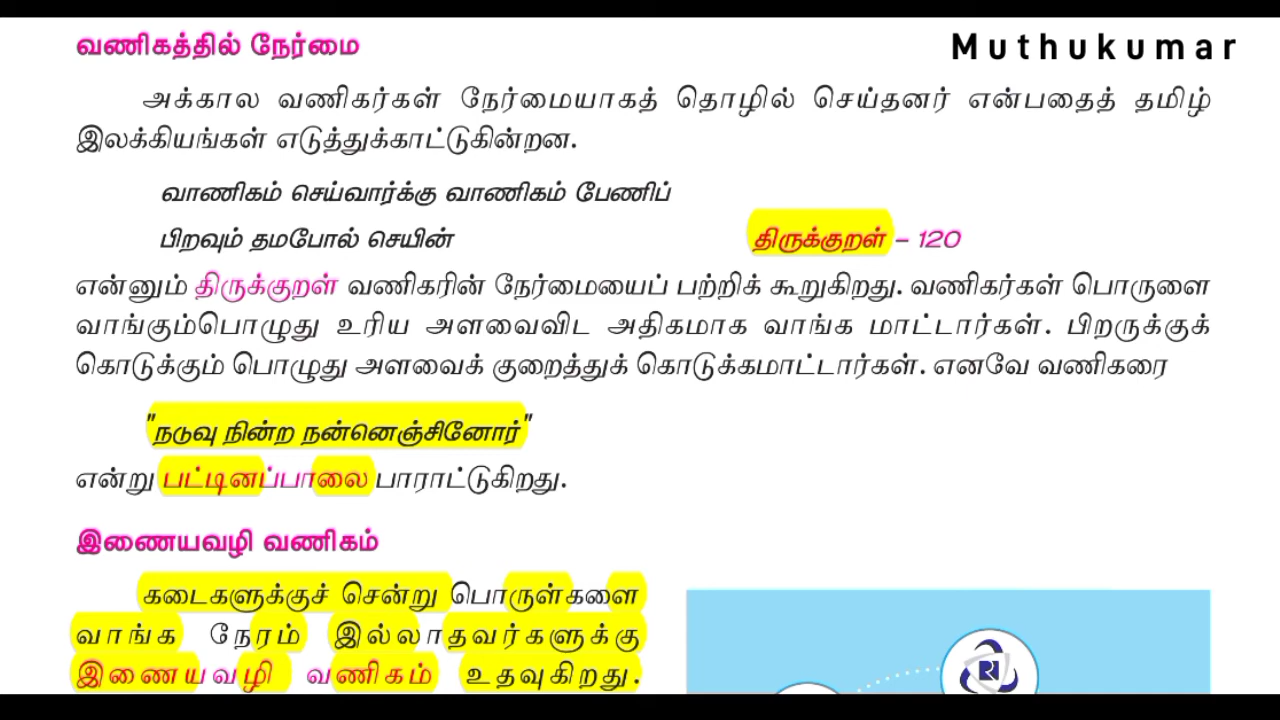 வணிகத்தில் நேர்மை
Muthukumar
அக்கால வணிகர்கள் நேர்மையாகத் தொழில் செய்தனர் என்பதைத் தமிழ்
இலக்கியங்கள் எடுத்துக்காட்டுகின்றன.
வாணிகம் செய்வார்க்கு வாணிகம் பேணிப்
பிறவும் தமபோல் செயின்
திருக்குறள் – 120
என்னும் திருக்குறள் வணிகரின் நேர்மையைப் பற்றிக் கூறுகிறது. வணிகர்கள் பொருளை
வாங்கும்பொழுது உரிய அளவைவிட அதிகமாக வாங்க மாட்டார்கள். பிறருக்குக்
கொடுக்கும் பொழுது அளவைக் குறைத்துக் கொடுக்கமாட்டார்கள். எனவே வணிகரை
"நடுவு நின்ற நன்னெஞ்சினோர்"
என்று பட்டினப்பாலை பாராட்டுகிறது.
இணையவழி வணிகம்
கடைகளுக்குச் சென்று பொருள்களை
வாங்க நேரம் இல்லாதவர்களுக்கு
இணையவழி வணிகம் உதவுகிறது.